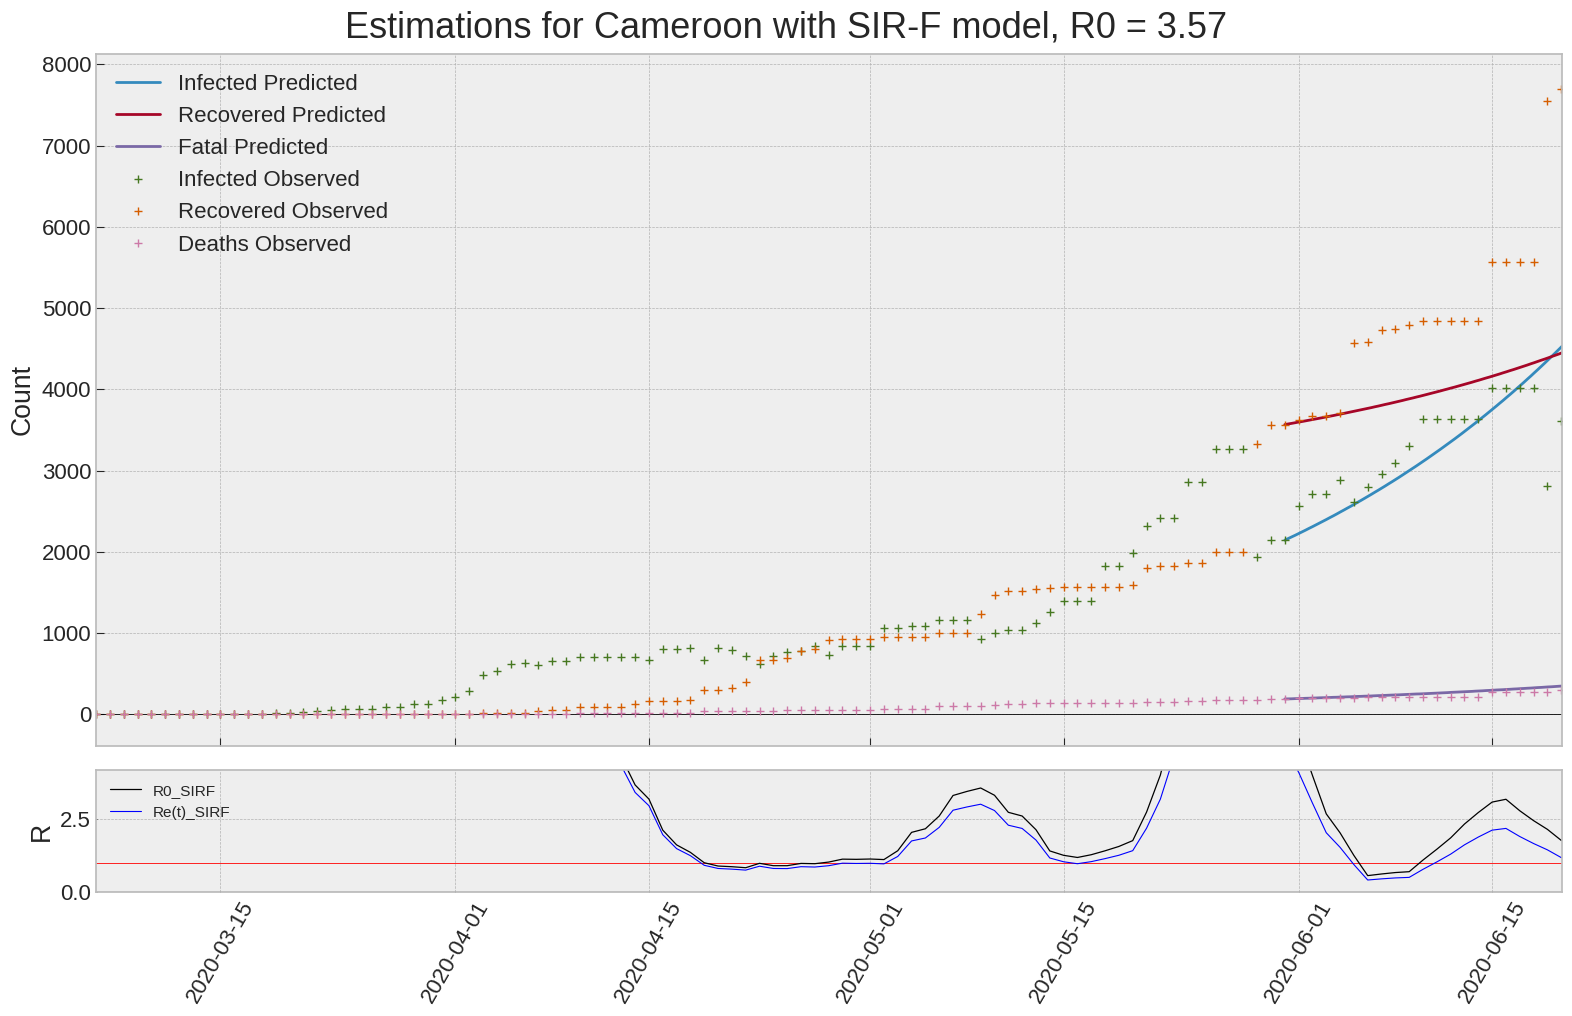 Estimations for Cameroon with SIR-F model, R0 = 3.57
8000
7000
6000
5000
4000
3000
2000
1000
0
Count
Infected Predicted
Recovered Predicted
Fatal Predicted
Infected Observed
Recovered Observed
Deaths Observed
R0_SIRF
Re(t)_SIRF
2.5
0.0
R
2020-03-15
2020-04-01
2020-04-15
2020-05-01
2020-05-15
2020-06-01
2020-06-15